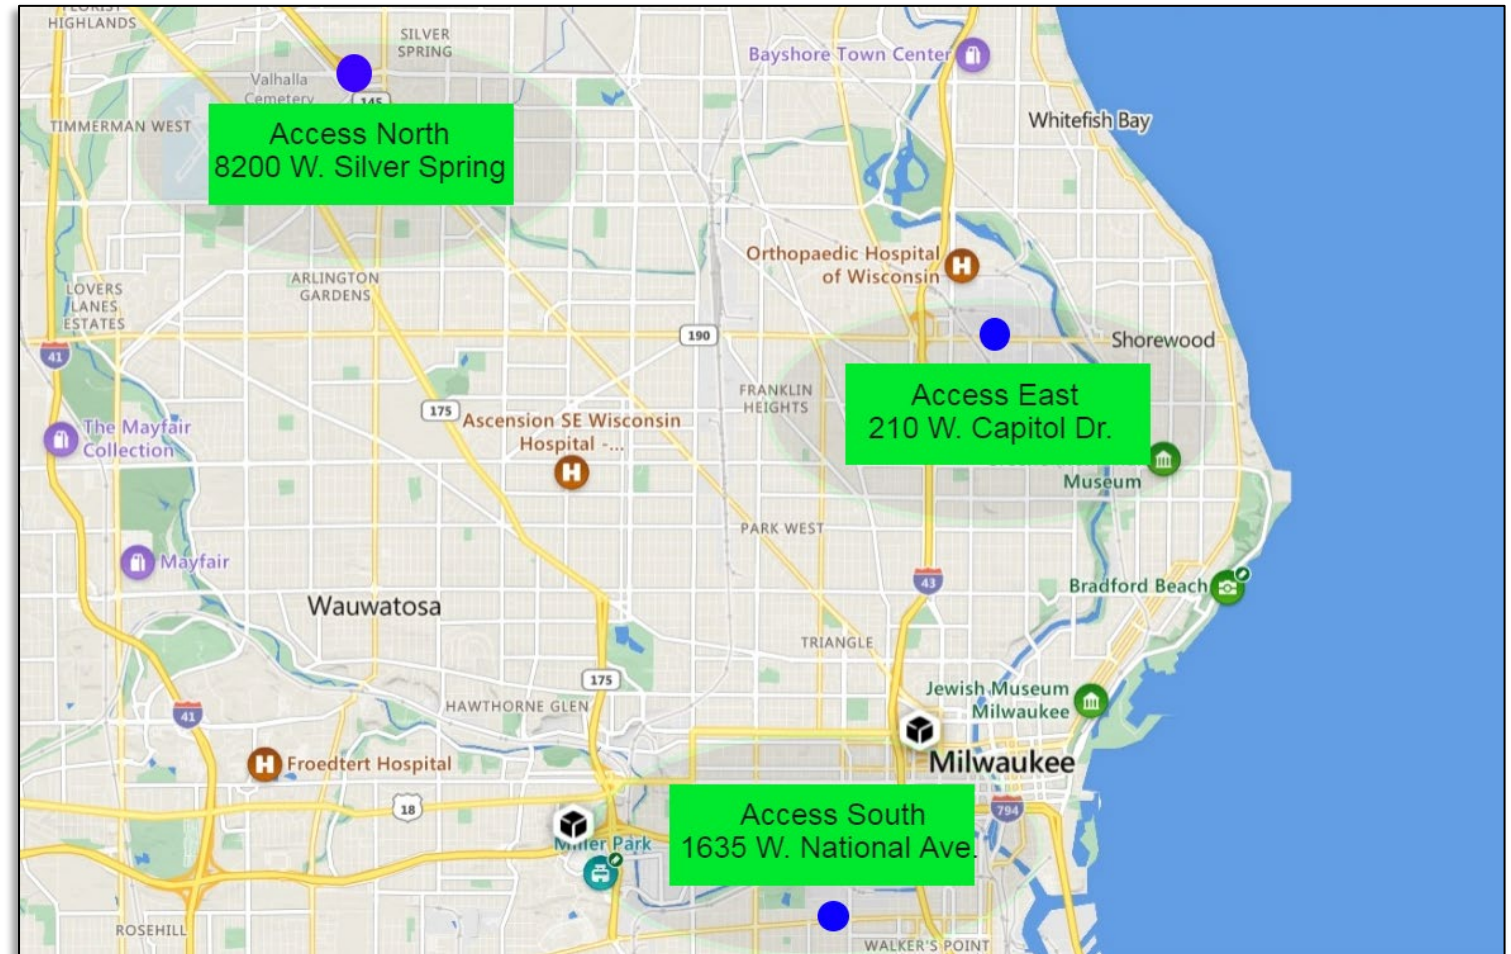 HIGHLANDS
SILVER
SPRING
Bayshore Town Center
Valhalla
Cemetery
145
TIMMERMAN WEST
Access North
8200 W. Silver Spring
Whitefish Bay
Orthopaedic Hospital
of Wisconsin
ARLINGTON
GARDENS
LOVERS
LANES
ESTATES
190
Shorewood
41
FRANKLIN
HEIGHTS
Access East
210 W. Capitol Dr.
175
Ascension SE Wisconsin
Hospital -...
The Mayfair
Collection
Museum
PARK WEST
Mayfair
43
Bradford Beach
Wauwatosa
TRIANGLE
175
Jewish Museum
Milwaukee
HAWTHORNE GLEN
41
Froedtert Hospital
Milwaukee
18
794
Access South
1635 W. National Ave.
Miller Park
ROSEHILL
WALKER'S POINT